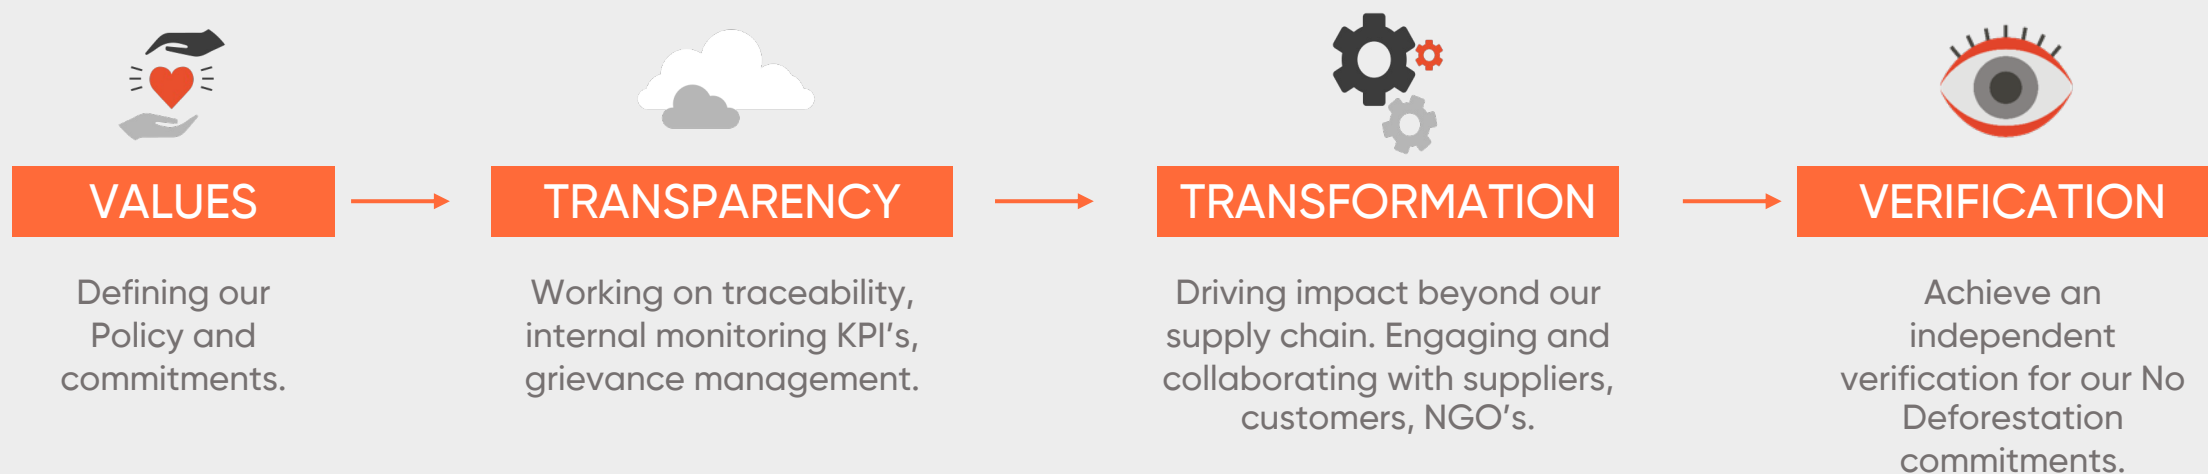 VALUES
Defining our
Policy and
commitments.
TRANSPARENCY
Working on traceability,
internal monitoring KPI's,
grievance management.
TRANSFORMATION
Driving impact beyond our
supply chain. Engaging and
collaborating with suppliers,
customers, NGO's.
VERIFICATION
Achieve an
independent
verification for our No
Deforestation
commitments.